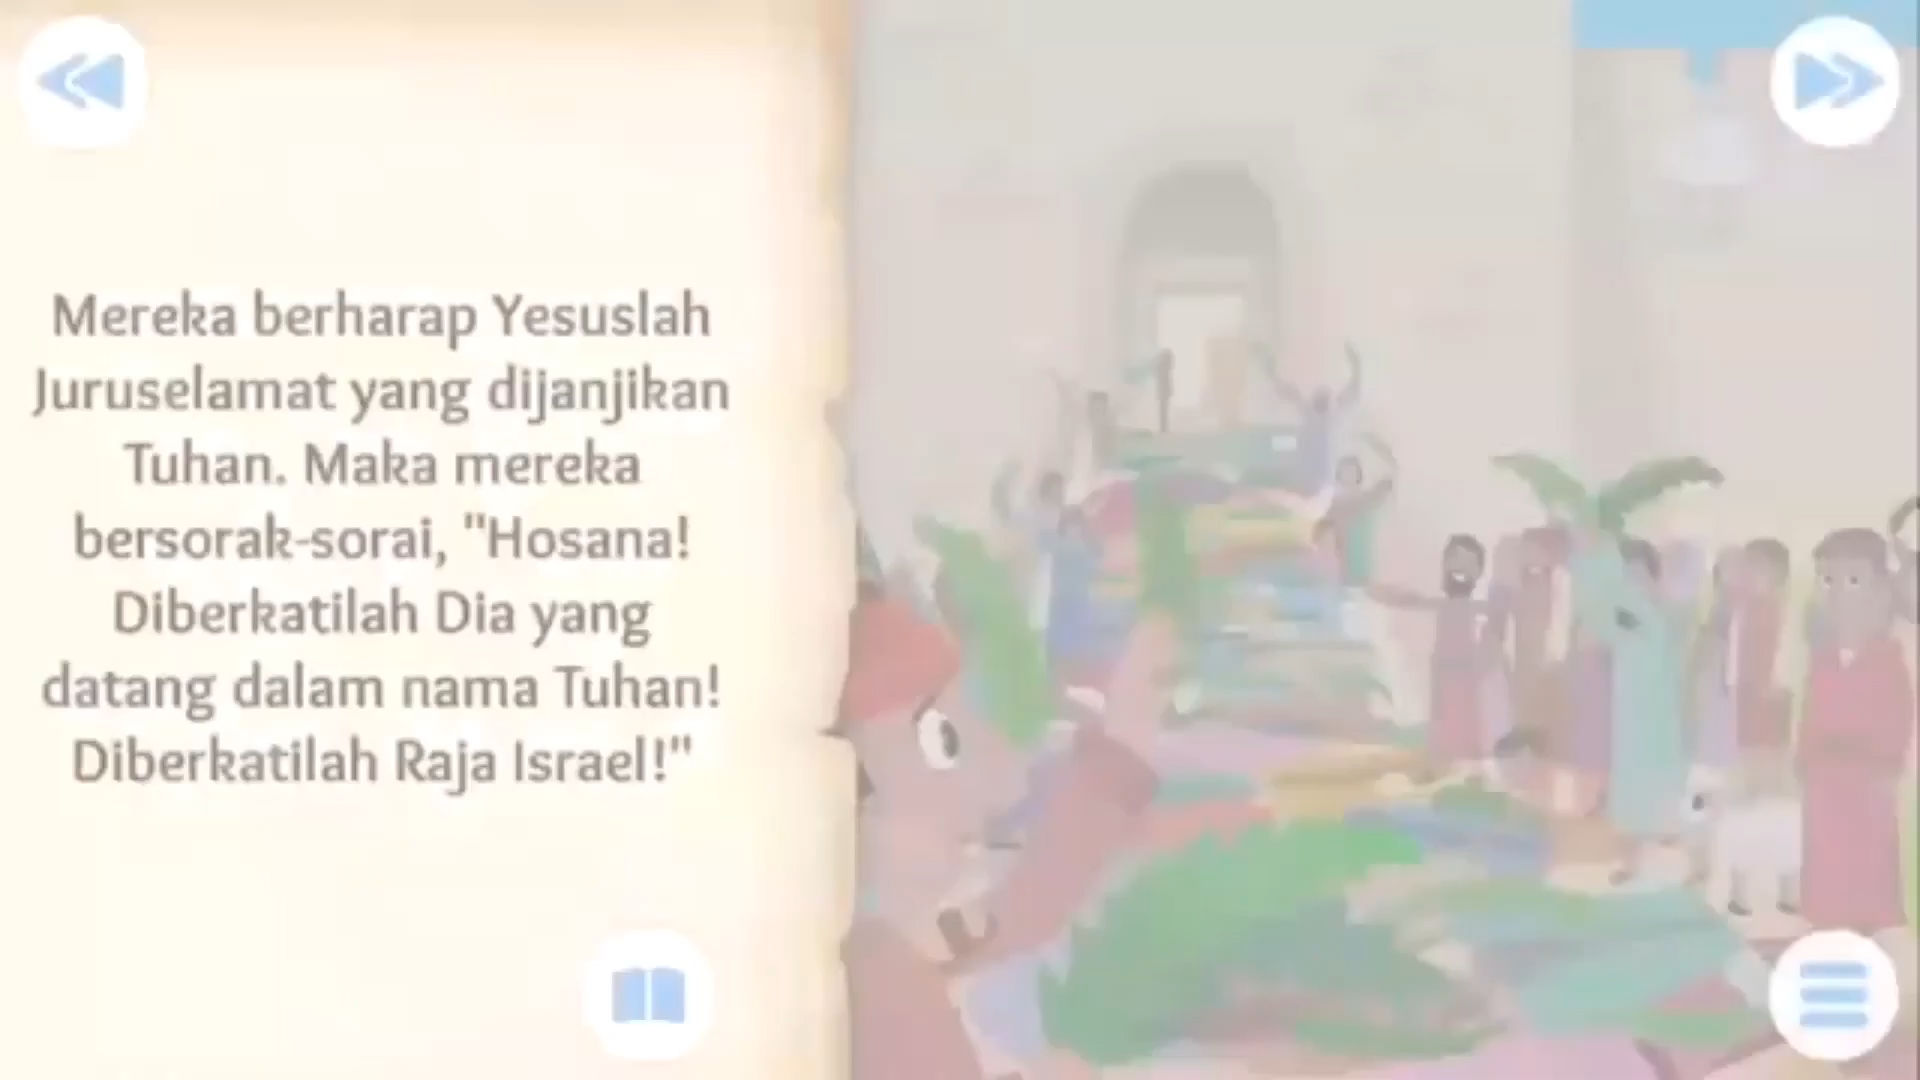 Mereka berharap Yesuslah
Juruselamat yang dijanjikan
Tuhan. Maka mereka
bersorak-sorai, "Hosana!
Diberkatilah Dia yang
datang dalam nama Tuhan!
Diberkatilah Raja Israel!"